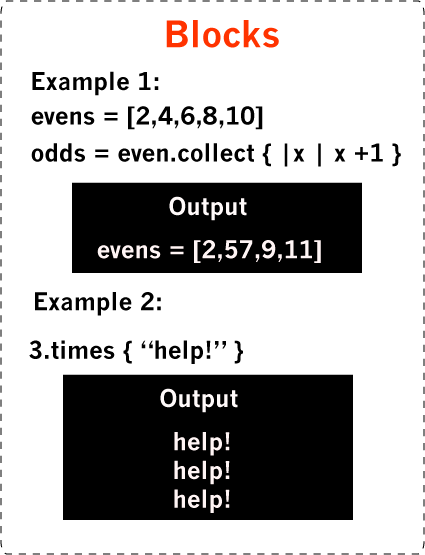 Blocks
Example 1:
evens = [2,4,6,8,10]
odds = even.collect { |x | x +1 }
Output
evens = [2,57,9,11]
Example 2:
3.times { “help!” }
Output
help!
help!
help!